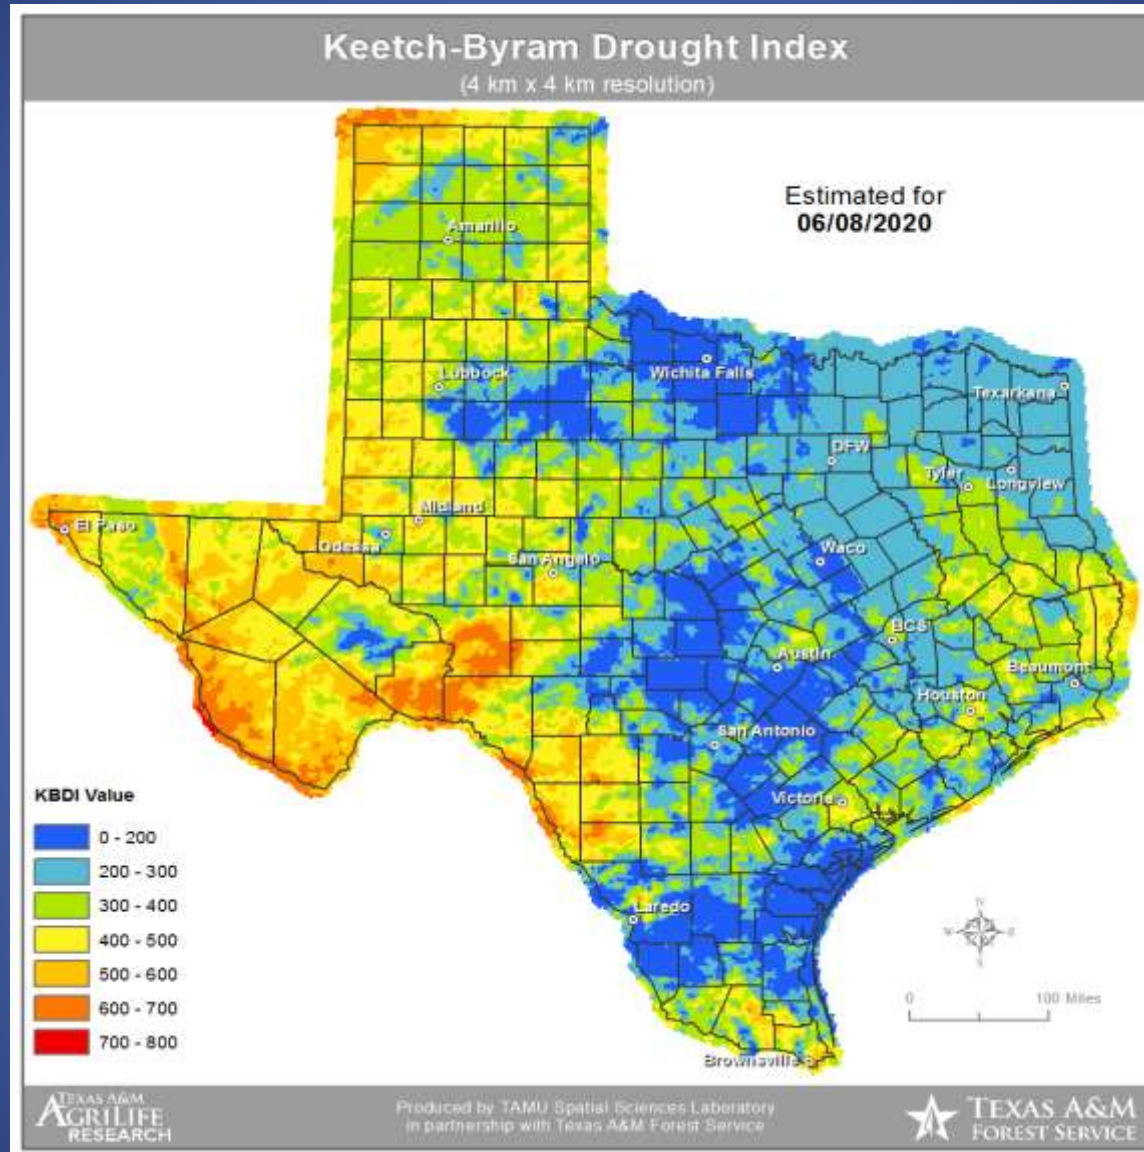 Keetch-Byram Drought Index
(4 km x 4 km resolution)
Estimated for
06/08/2020
Amarillo
Lubbock
Wichita Falls
Texarkana
DFW
Tyler
Longview
El Paso
Midland
Odessa
San Angelo
Waco
BCS
Austin
Beaumont
Houston
San Antonio
Victoria
Laredo
Brownsville
KBDI Value
0 - 200
200 - 300
300 - 400
400 - 500
500 - 600
600 - 700
700 - 800
N
W E
S
0 100 Miles
TEXAS A&M
AGRILIFE
RESEARCH
Produced by TAMU Spatial Sciences Laboratory
in partnership with Texas A&M Forest Service
TEXAS A&M
FOREST SERVICE